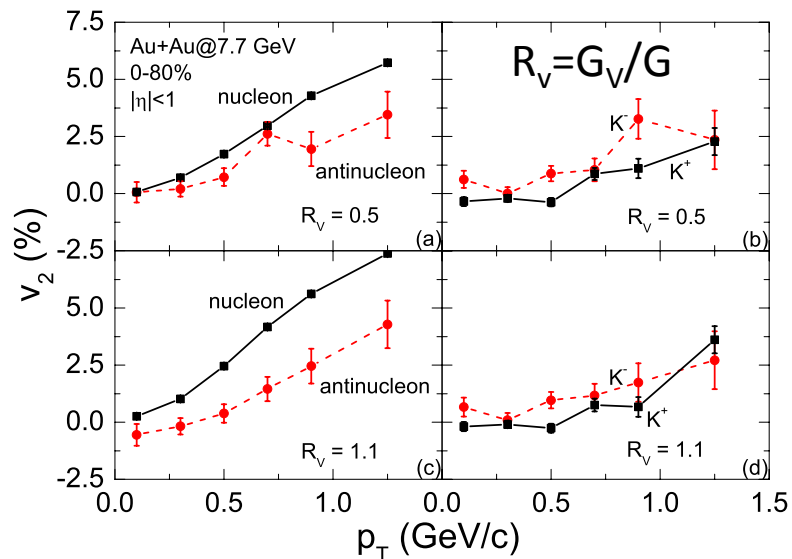 7.5
5.0
2.5
0.0
-2.5
5.0
2.5
0.0
-2.5
v₂ (%)
Au+Au@7.7 GeV
0-80%
|η|<1
nucleon
antinucleon
R_V = 0.5
(a)
R_v=G_V/G
K⁻
K⁺
R_V = 0.5
(b)
nucleon
antinucleon
R_V = 1.1
(c)
K⁻
K⁺
R_V = 1.1
(d)
0.0 0.5 0.0 0.5 1.0 1.5
p_T (GeV/c)